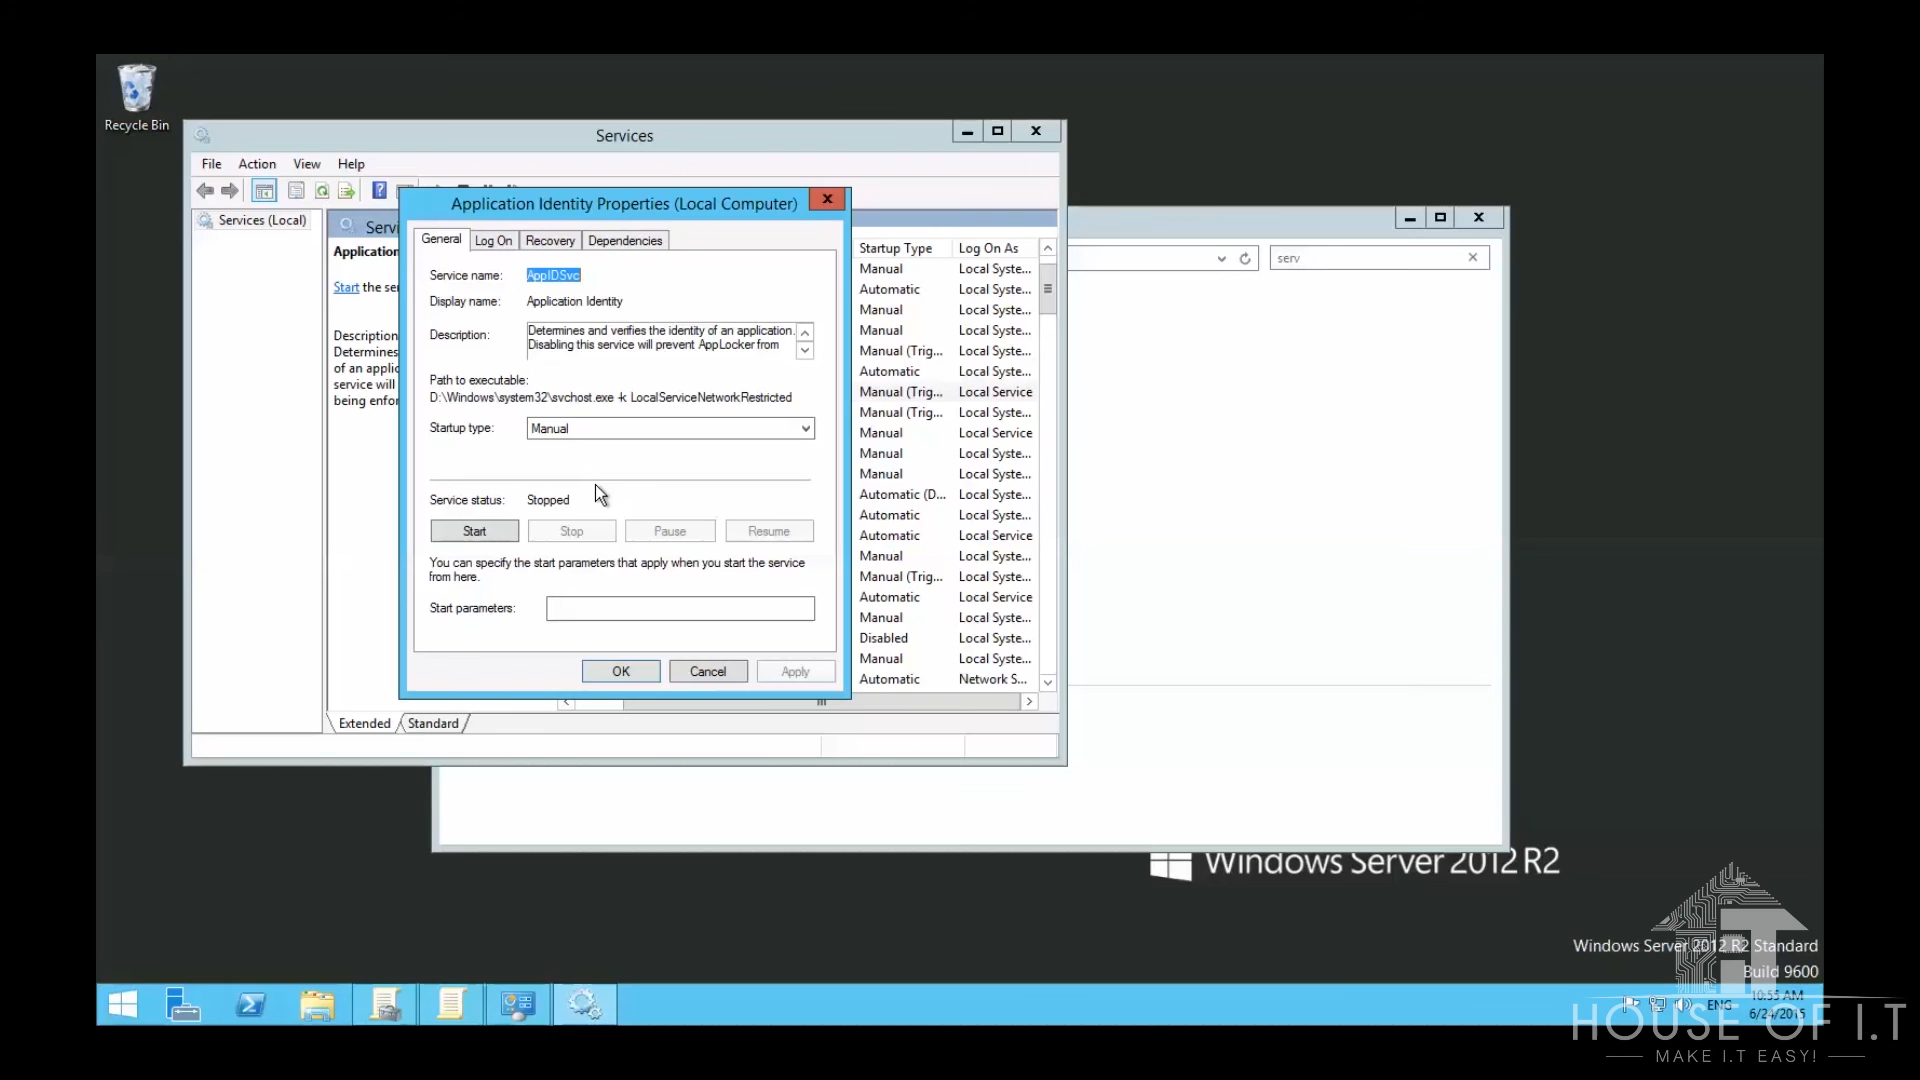 Recycle Bin
Services
File Action View Help
Services (Local)
Servi
Application
Start the ser
Description
Determines
of an applic
service will
being enfor
Application Identity Properties (Local Computer)
General Log On Recovery Dependencies
Service name: AppIDSvc
Display name: Application Identity
Description: Determines and verifies the identity of an application.
Disabling this service will prevent AppLocker from
Path to executable:
D:\Windows\system32\svchost.exe -k LocalServiceNetworkRestricted
Startup type: Manual
Service status: Stopped
Start Stop Pause Resume
You can specify the start parameters that apply when you start the service
from here.
Start parameters:
OK Cancel Apply
Startup Type Log On As
Manual Local Syste...
Automatic Local Syste...
Manual Local Syste...
Manual Local Syste...
Manual (Trig... Local Syste...
Automatic Local Syste...
Manual (Trig... Local Service
Manual (Trig... Local Syste...
Manual Local Service
Manual Local Syste...
Manual Local Syste...
Automatic (D... Local Syste...
Automatic Local Syste...
Automatic Local Service
Manual Local Syste...
Manual (Trig... Local Syste...
Automatic Local Service
Manual Local Syste...
Disabled Local Syste...
Manual Local Syste...
Automatic Network S...
Extended Standard
serv
Windows Server 2012 R2
Windows Server 2012 R2 Standard
Build 9600
ENG
10:55 AM
6/24/2015
HOUSE OF I.T
MAKE I.T EASY!